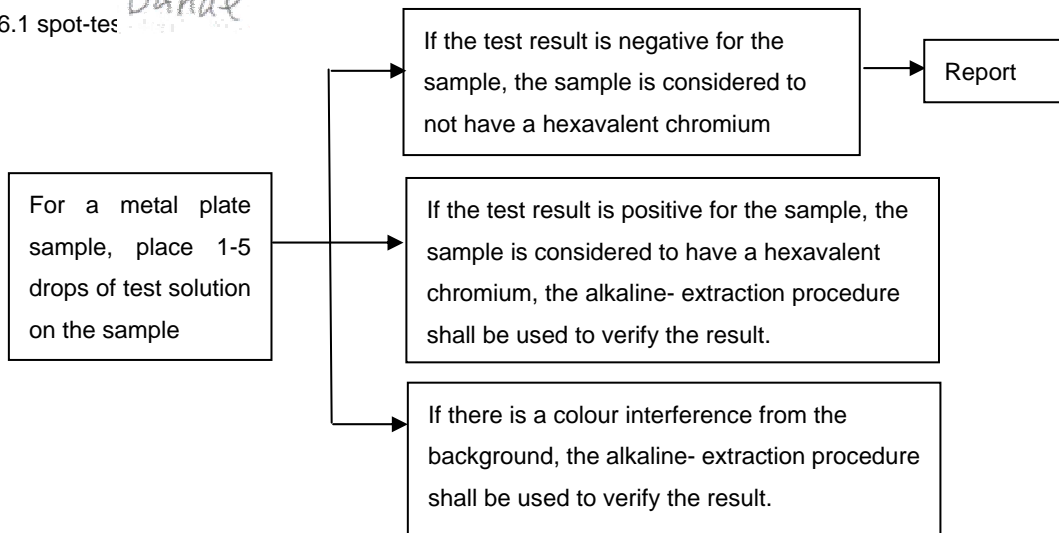 6.1 spot-tes
If the test result is negative for the
sample, the sample is considered to
not have a hexavalent chromium
Report
For a metal plate
sample, place 1-5
drops of test solution
on the sample
If the test result is positive for the sample, the
sample is considered to have a hexavalent
chromium, the alkaline- extraction procedure
shall be used to verify the result.
If there is a colour interference from the
background, the alkaline- extraction procedure
shall be used to verify the result.